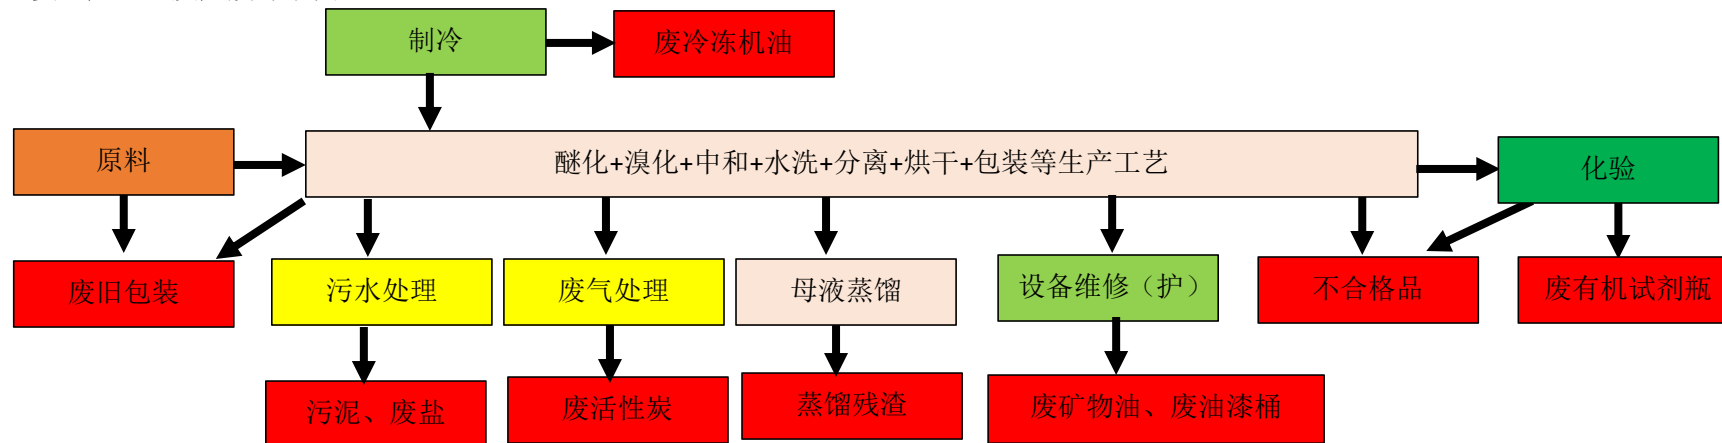 制冷
废冷冻机油
原料
醚化+溴化+中和+水洗+分离+烘干+包装等生产工艺
化验
废旧包装
污水处理
废气处理
母液蒸馏
设备维修（护）
不合格品
废有机试剂瓶
污泥、废盐
废活性炭
蒸馏残渣
废矿物油、废油漆桶